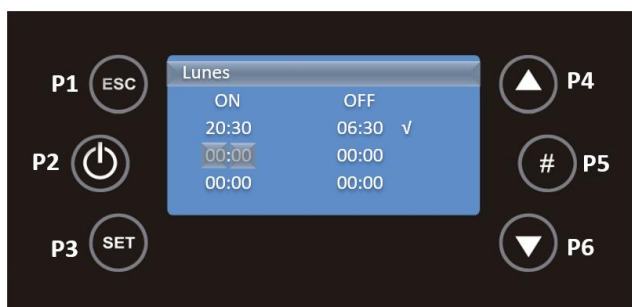 P1 ESC
P2
P3 SET
Lunes
ON OFF
20:30 06:30 √
00:00 00:00
00:00 00:00
P4
# P5
P6